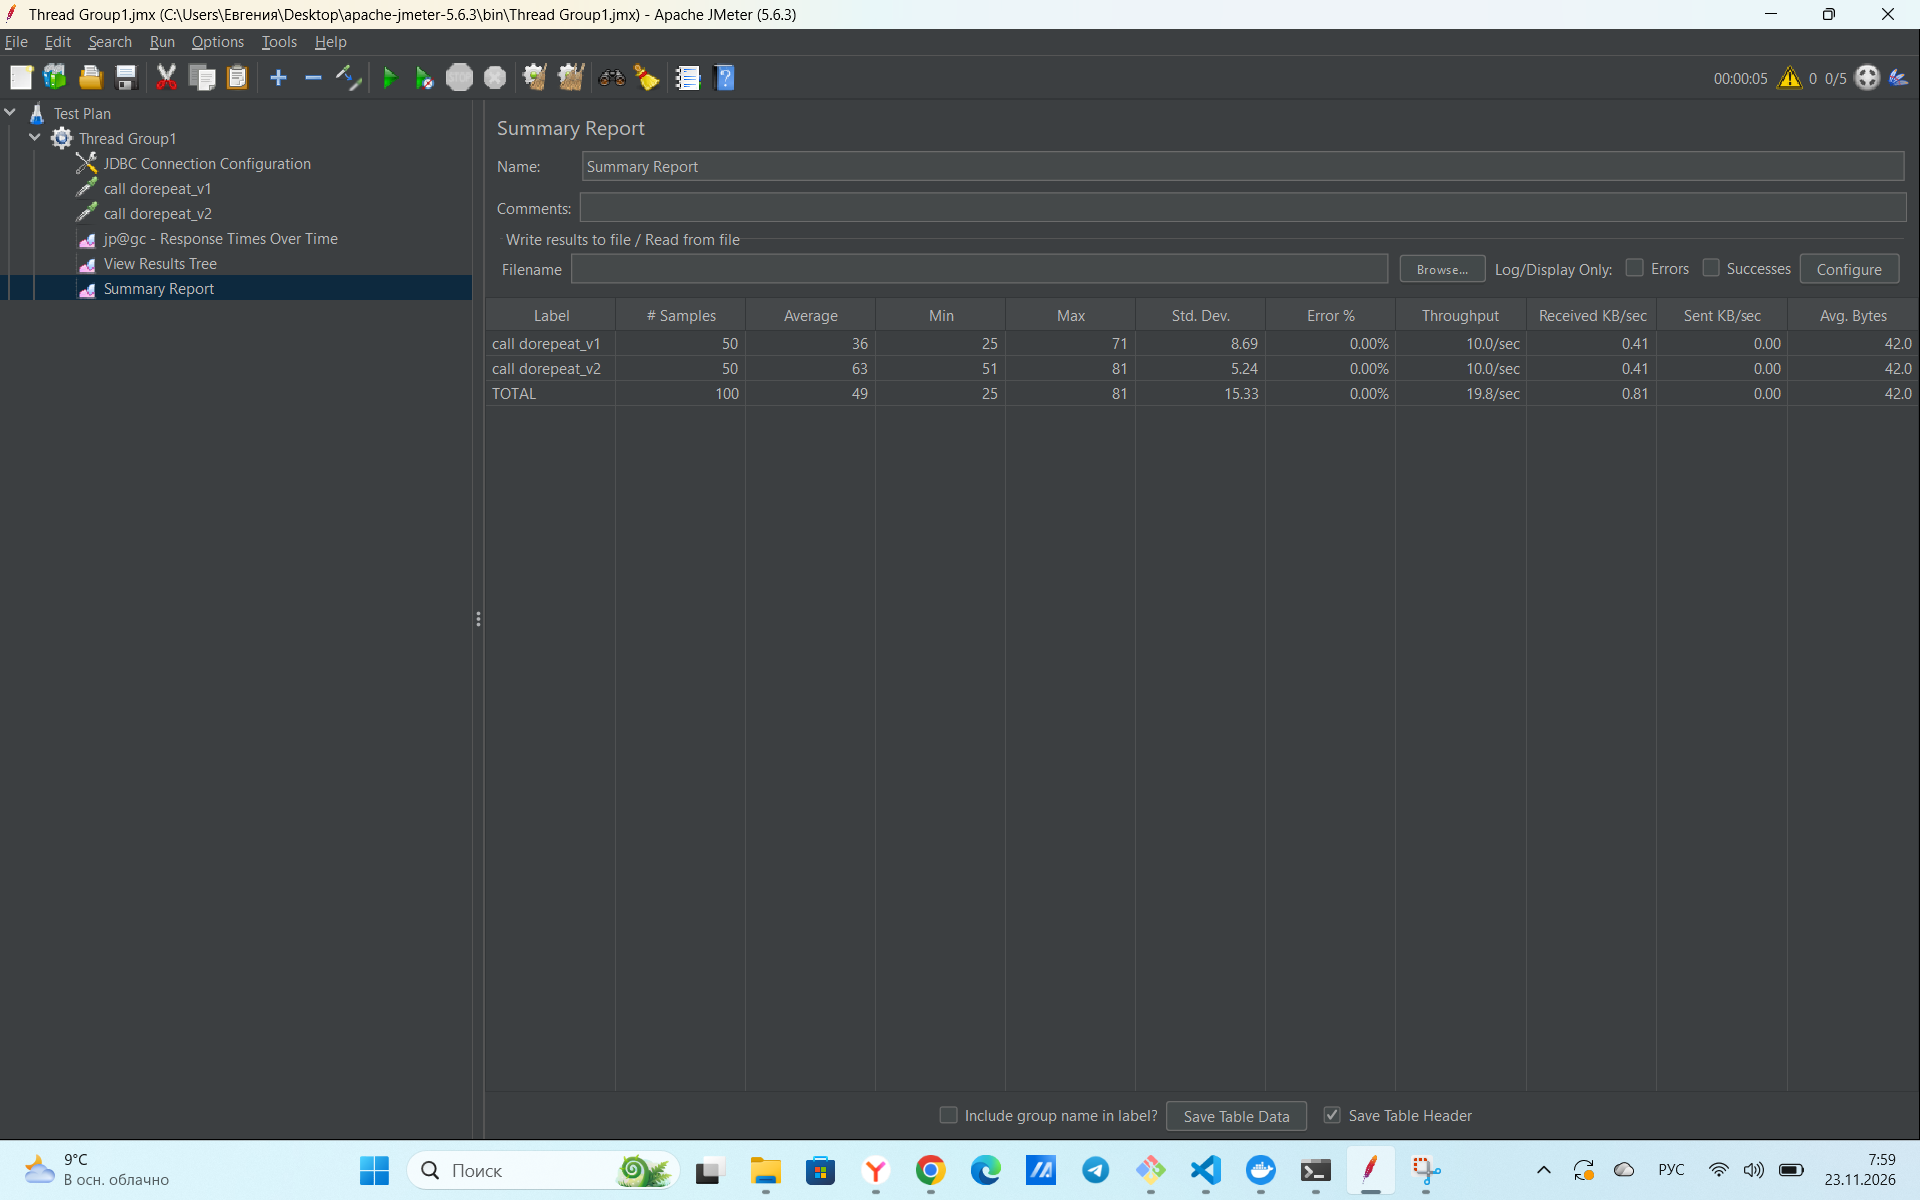 Thread Group1.jmx (C:\Users\Евгения\Desktop\apache-jmeter-5.6.3\bin\Thread Group1.jmx) - Apache JMeter (5.6.3)
File Edit Search Run Options Tools Help
STOP 00:00:05 0 0/5
Test Plan
Thread Group1
JDBC Connection Configuration
call dorepeat_v1
call dorepeat_v2
jp@gc - Response Times Over Time
View Results Tree
Summary Report
Summary Report
Name: Summary Report
Comments:
Write results to file / Read from file
Filename Browse... Log/Display Only: Errors Successes Configure
Label # Samples Average Min Max Std. Dev. Error % Throughput Received KB/sec Sent KB/sec Avg. Bytes
call dorepeat_v1 50 36 25 71 8.69 0.00% 10.0/sec 0.41 0.00 42.0
call dorepeat_v2 50 63 51 81 5.24 0.00% 10.0/sec 0.41 0.00 42.0
TOTAL 100 49 25 81 15.33 0.00% 19.8/sec 0.81 0.00 42.0
Include group name in label? Save Table Data Save Table Header
9°C
В осн. облачно
Поиск
РУС
7:59
23.11.2026